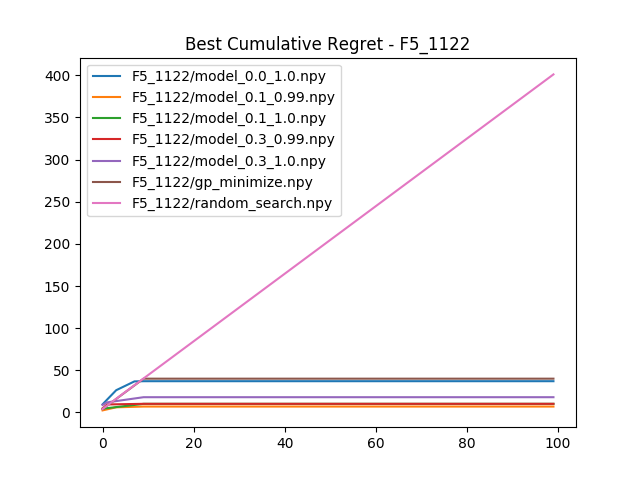 Best Cumulative Regret - F5_1122
400
350
300
250
200
150
100
50
0
F5_1122/model_0.0_1.0.npy
F5_1122/model_0.1_0.99.npy
F5_1122/model_0.1_1.0.npy
F5_1122/model_0.3_0.99.npy
F5_1122/model_0.3_1.0.npy
F5_1122/gp_minimize.npy
F5_1122/random_search.npy
0 20 40 60 80 100